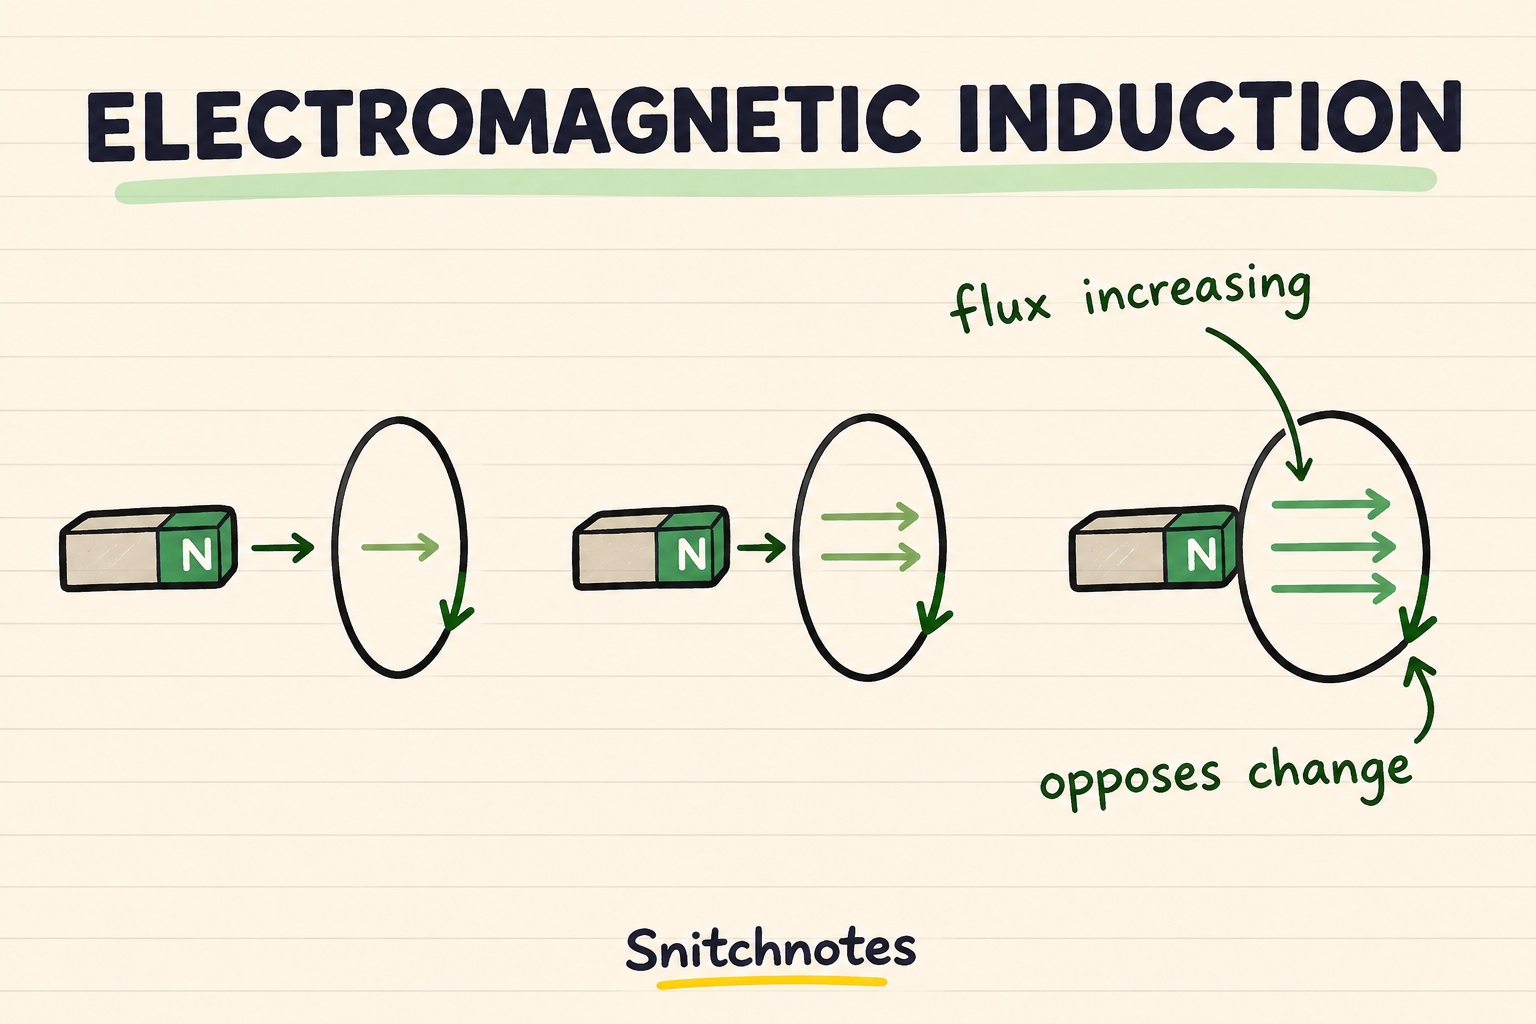 ELECTROMAGNETIC INDUCTION
flux increasing
N
N
N
opposes change
Snitchnotes